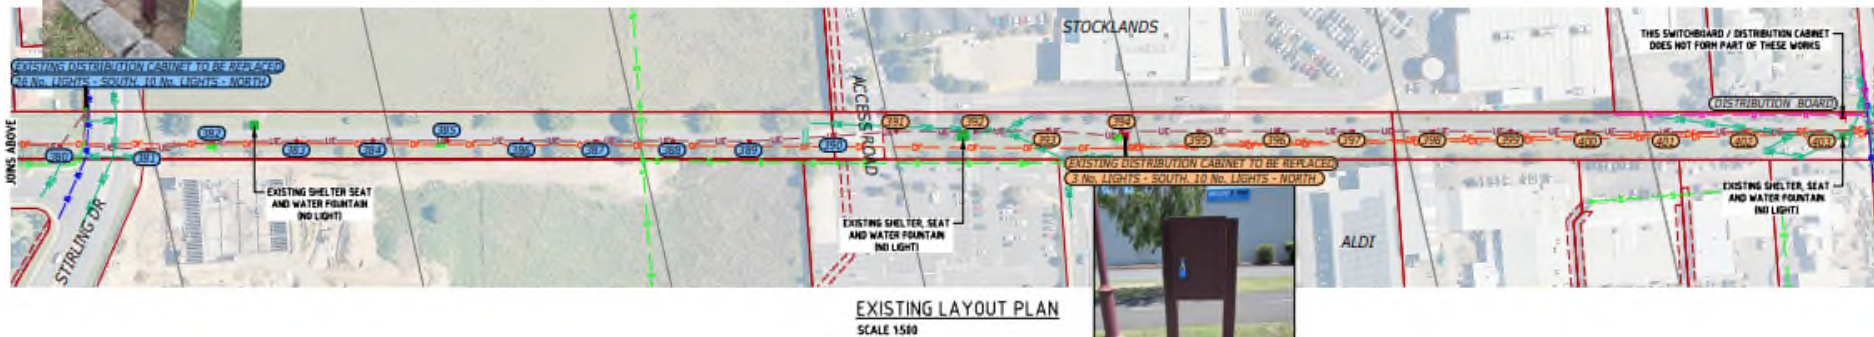 STOCKLANDS
THIS SWITCHBOARD / DISTRIBUTION CABINET
DOES NOT FORM PART OF THESE WORKS
EXISTING DISTRIBUTION CABINET TO BE REPLACED
No. LIGHTS - SOUTH, 10 No. LIGHTS - NORTH
ACCESS ROAD
DISTRIBUTION BOARD
JOINS ABOVE
380
381
382
383
384
385
386
387
388
389
390
391
392
393
394
395
396
397
398
399
400
401
402
403
EXISTING DISTRIBUTION CABINET TO BE REPLACED
3 No. LIGHTS - SOUTH, 10 No. LIGHTS - NORTH
EXISTING SHELTER SEAT
AND WATER FOUNTAIN
(NO LIGHT)
EXISTING SHELTER, SEAT
AND WATER FOUNTAIN
(NO LIGHT)
EXISTING SHELTER, SEAT
AND WATER FOUNTAIN
(NO LIGHT)
STIRLING DR
ALDI
EXISTING LAYOUT PLAN
SCALE 1:500